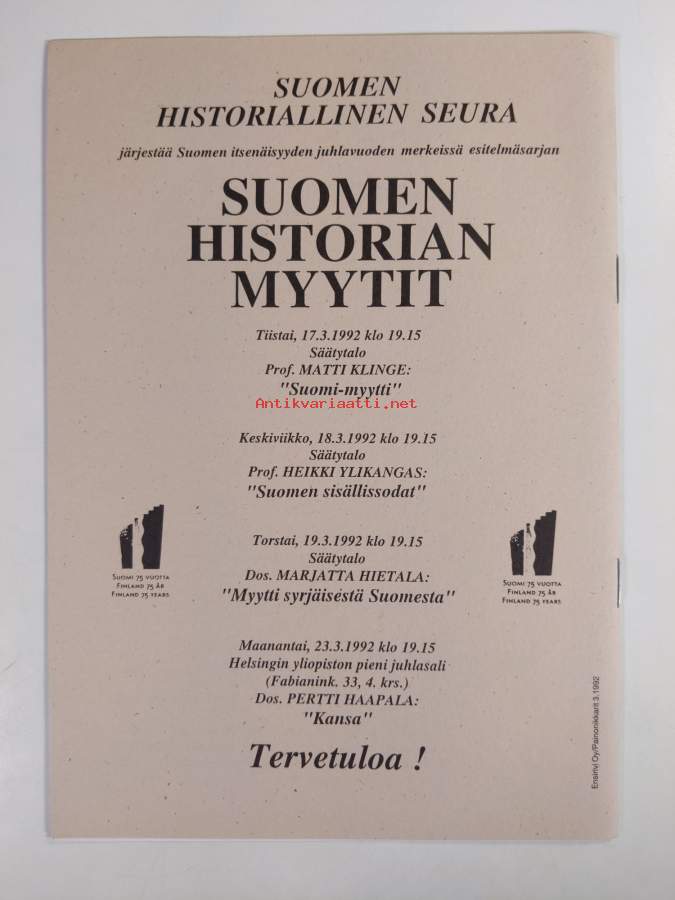 SUOMEN
HISTORIALLINEN SEURA
järjestää Suomen itsenäisyyden juhlavuoden merkeissä esitelmäsarjan
SUOMEN
HISTORIAN
MYYTIT
Tiistai, 17.3.1992 klo 19.15
Säätytalo
Prof. MATTI KLINGE:
"Suomi-myytti"
Antikvariaatti.net
Keskiviikko, 18.3.1992 klo 19.15
Säätytalo
Prof. HEIKKI YLIKANGAS:
"Suomen sisällissodat"
Torstai, 19.3.1992 klo 19.15
Säätytalo
Dos. MARJATTA HIETALA:
"Myytti syrjäisestä Suomesta"
SUOMI 75 VUOTTA
FINLAND 75 ÅR
FINLAND 75 YEARS
SUOMI 75 VUOTTA
FINLAND 75 ÅR
FINLAND 75 YEARS
Maanantai, 23.3.1992 klo 19.15
Helsingin yliopiston pieni juhlasali
(Fabianink. 33, 4. krs.)
Dos. PERTTI HAAPALA:
"Kansa"
Tervetuloa !
Ensirivi Oy/Painonikkarit 3.1992